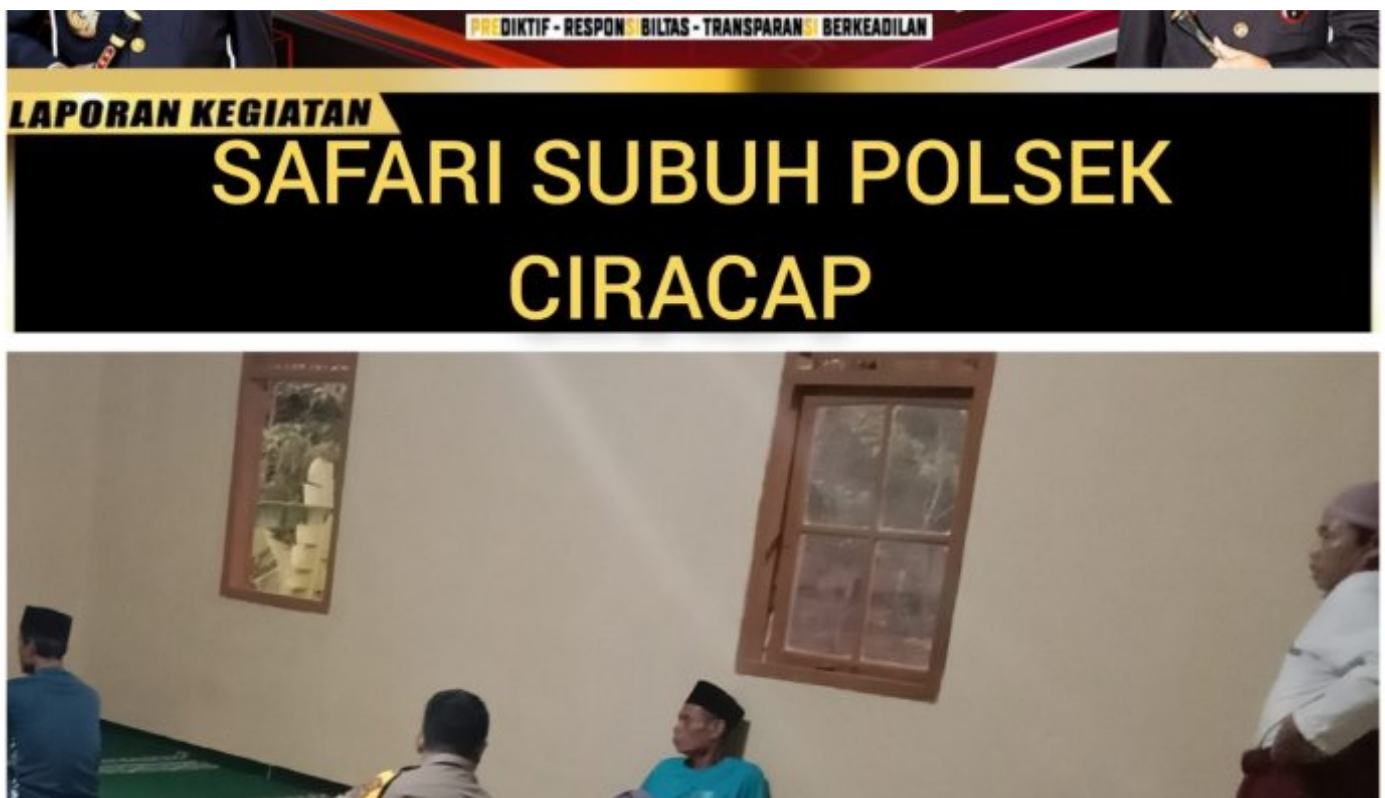 PREDIKTIF - RESPONSIBILTAS - TRANSPARANSI BERKEADILAN
LAPORAN KEGIATAN
SAFARI SUBUH POLSEK
CIRACAP